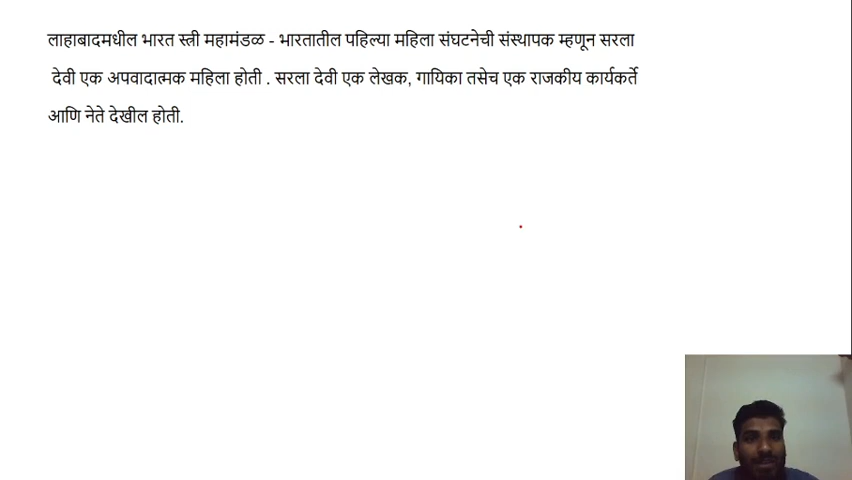 लाहाबादमधील भारत स्त्री महामंडळ - भारतातील पहिल्या महिला संघटनेची संस्थापक म्हणून सरला
देवी एक अपवादात्मक महिला होती . सरला देवी एक लेखक, गायिका तसेच एक राजकीय कार्यकर्ते
आणि नेते देखील होती.